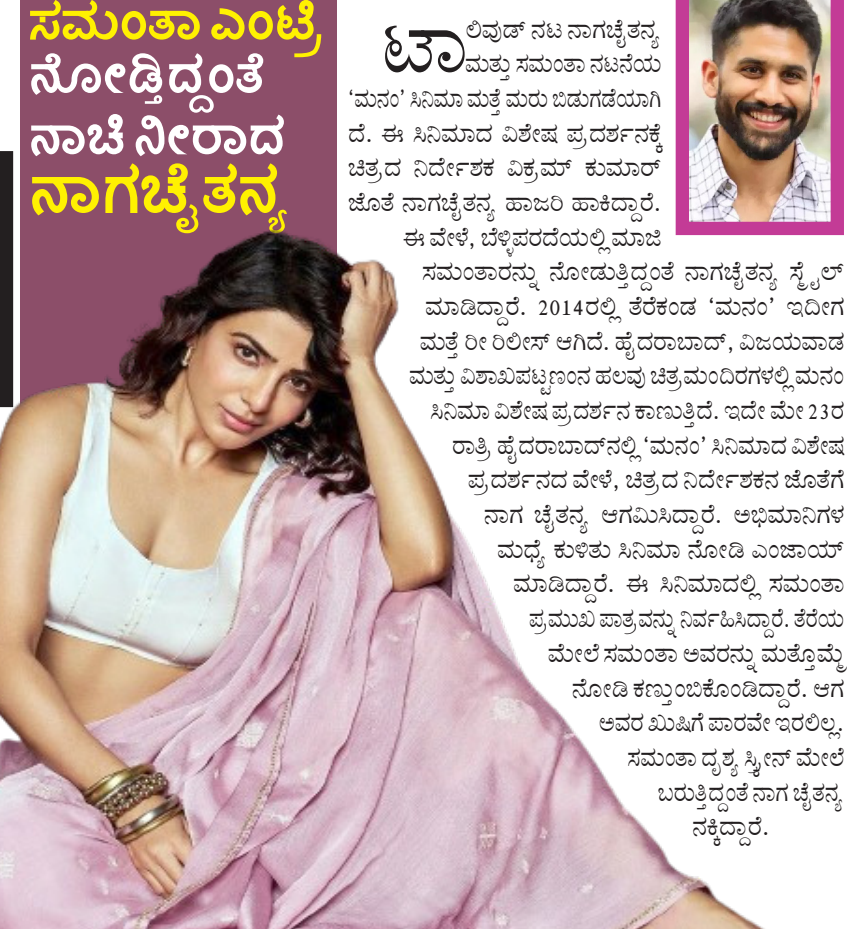 ಸಮಂತಾ ಎಂಟ್ರಿ
ನೋಡ್ತಿದ್ದಂತೆ
ನಾಚಿ ನೀರಾದ
ನಾಗಚೈತನ್ಯ
ಟಾಲಿವುಡ್ ನಟ ನಾಗಚೈತನ್ಯ
ಮತ್ತು ಸಮಂತಾ ನಟನೆಯ
‘ಮನಂ’ ಸಿನಿಮಾ ಮತ್ತೆ ಮರು ಬಿಡುಗಡೆಯಾಗಿ
ದೆ. ಈ ಸಿನಿಮಾದ ವಿಶೇಷ ಪ್ರದರ್ಶನಕ್ಕೆ
ಚಿತ್ರದ ನಿರ್ದೇಶಕ ವಿಕ್ರಮ್ ಕುಮಾರ್
ಜೊತೆ ನಾಗಚೈತನ್ಯ ಹಾಜರಿ ಹಾಕಿದ್ದಾರೆ.
ಈ ವೇಳೆ, ಬೆಳ್ಳಿಪರದೆಯಲ್ಲಿ ಮಾಜಿ
ಸಮಂತಾರನ್ನು ನೋಡುತ್ತಿದ್ದಂತೆ ನಾಗಚೈತನ್ಯ ಸ್ಮೈಲ್
ಮಾಡಿದ್ದಾರೆ. 2014ರಲ್ಲಿ ತೆರೆಕಂಡ ‘ಮನಂ’ ಇದೀಗ
ಮತ್ತೆ ರೀ ರಿಲೀಸ್ ಆಗಿದೆ. ಹೈದರಾಬಾದ್, ವಿಜಯವಾಡ
ಮತ್ತು ವಿಶಾಖಪಟ್ಟಣಂನ ಹಲವು ಚಿತ್ರಮಂದಿರಗಳಲ್ಲಿ ಮನಂ
ಸಿನಿಮಾ ವಿಶೇಷ ಪ್ರದರ್ಶನ ಕಾಣುತ್ತಿದೆ. ಇದೇ ಮೇ 23ರ
ರಾತ್ರಿ ಹೈದರಾಬಾದ್‌ನಲ್ಲಿ ‘ಮನಂ’ ಸಿನಿಮಾದ ವಿಶೇಷ
ಪ್ರದರ್ಶನದ ವೇಳೆ, ಚಿತ್ರದ ನಿರ್ದೇಶಕನ ಜೊತೆಗೆ
ನಾಗ ಚೈತನ್ಯ ಆಗಮಿಸಿದ್ದಾರೆ. ಅಭಿಮಾನಿಗಳ
ಮಧ್ಯೆ ಕುಳಿತು ಸಿನಿಮಾ ನೋಡಿ ಎಂಜಾಯ್
ಮಾಡಿದ್ದಾರೆ. ಈ ಸಿನಿಮಾದಲ್ಲಿ ಸಮಂತಾ
ಪ್ರಮುಖ ಪಾತ್ರವನ್ನು ನಿರ್ವಹಿಸಿದ್ದಾರೆ. ತೆರೆಯ
ಮೇಲೆ ಸಮಂತಾ ಅವರನ್ನು ಮತ್ತೊಮ್ಮೆ
ನೋಡಿ ಕಣ್ತುಂಬಿಕೊಂಡಿದ್ದಾರೆ. ಆಗ
ಅವರ ಖುಷಿಗೆ ಪಾರವೇ ಇರಲಿಲ್ಲ.
ಸಮಂತಾ ದೃಶ್ಯ ಸ್ಕ್ರೀನ್ ಮೇಲೆ
ಬರುತ್ತಿದ್ದಂತೆ ನಾಗ ಚೈತನ್ಯ
ನಕ್ಕಿದ್ದಾರೆ.